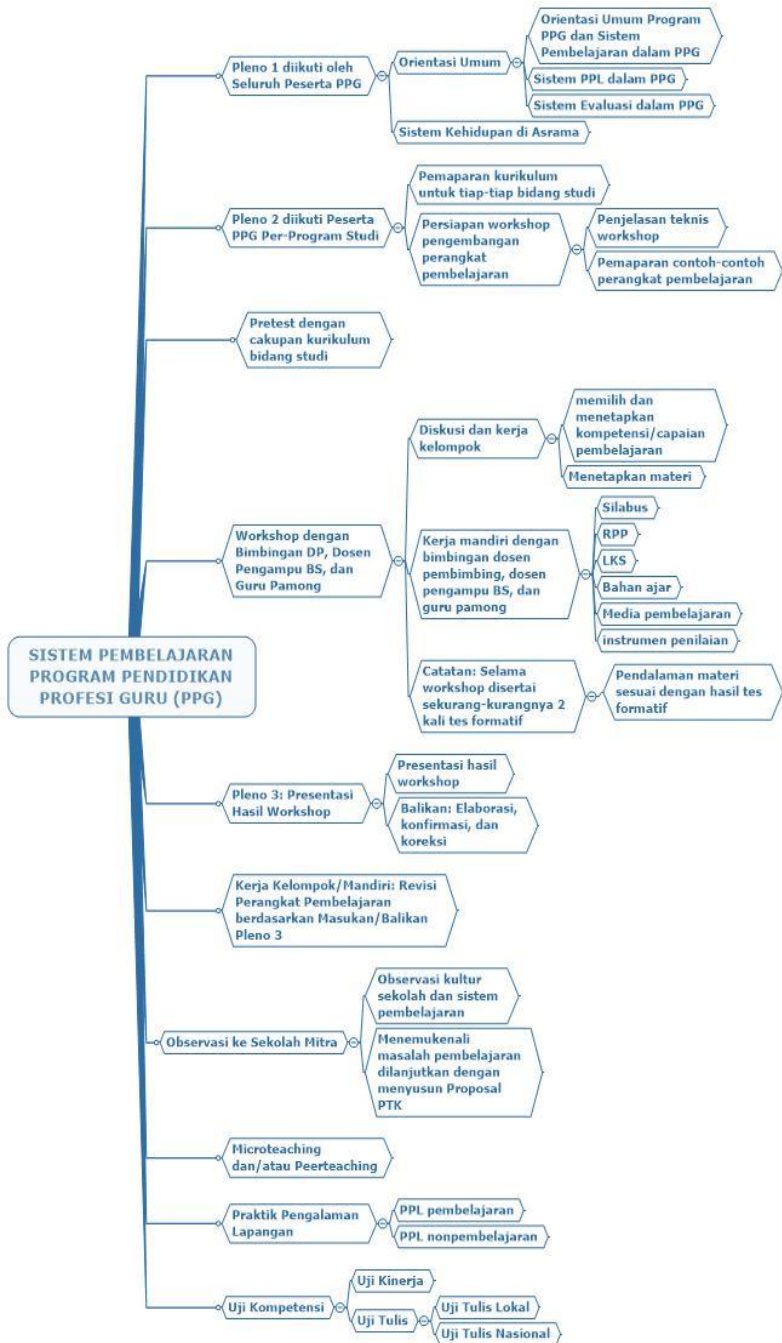 SISTEM PEMBELAJARAN
PROGRAM PENDIDIKAN
PROFESI GURU (PPG)
Pleno 1 diikuti oleh
Seluruh Peserta PPG
Orientasi Umum
Orientasi Umum Program
PPG dan Sistem
Pembelajaran dalam PPG
Sistem PPL dalam PPG
Sistem Evaluasi dalam PPG
Sistem Kehidupan di Asrama
Pleno 2 diikuti Peserta
PPG Per-Program Studi
Pemaparan kurikulum
untuk tiap-tiap bidang studi
Persiapan workshop
pengembangan
perangkat
pembelajaran
Penjelasan teknis
workshop
Pemaparan contoh-contoh
perangkat pembelajaran
Pretest dengan
cakupan kurikulum
bidang studi
Workshop dengan
Bimbingan DP, Dosen
Pengampu BS, dan
Guru Pamong
Diskusi dan kerja
kelompok
memilih dan
menetapkan
kompetensi/capaian
pembelajaran
Menetapkan materi
Kerja mandiri dengan
bimbingan dosen
pembimbing, dosen
pengampu BS, dan
guru pamong
Silabus
RPP
LKS
Bahan ajar
Media pembelajaran
instrumen penilaian
Catatan: Selama
workshop disertai
sekurang-kurangnya 2
kali tes formatif
Pendalaman materi
sesuai dengan hasil tes
formatif
Pleno 3: Presentasi
Hasil Workshop
Presentasi hasil
workshop
Balikan: Elaborasi,
konfirmasi, dan
koreksi
Kerja Kelompok/Mandiri: Revisi
Perangkat Pembelajaran
berdasarkan Masukan/Balikan
Pleno 3
Observasi ke Sekolah Mitra
Observasi kultur
sekolah dan sistem
pembelajaran
Menemukenali
masalah pembelajaran
dilanjutkan dengan
menyusun Proposal
PTK
Microteaching
dan/atau Peerteaching
Praktik Pengalaman
Lapangan
PPL pembelajaran
PPL nonpembelajaran
Uji Kompetensi
Uji Kinerja
Uji Tulis
Uji Tulis Lokal
Uji Tulis Nasional